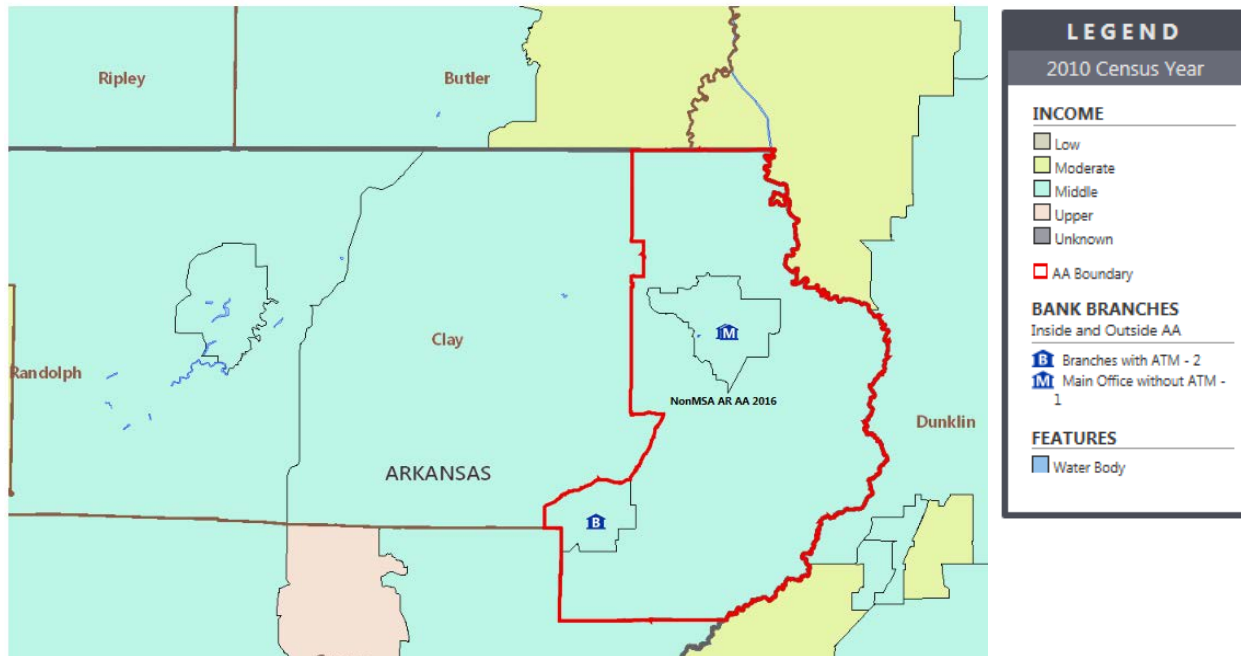 Ripley
Butler
Clay
Randolph
M
NonMSA AR AA 2016
Dunklin
ARKANSAS
B
LEGEND
2010 Census Year
INCOME
Low
Moderate
Middle
Upper
Unknown
AA Boundary
BANK BRANCHES
Inside and Outside AA
B Branches with ATM - 2
M Main Office without ATM -
1
FEATURES
Water Body